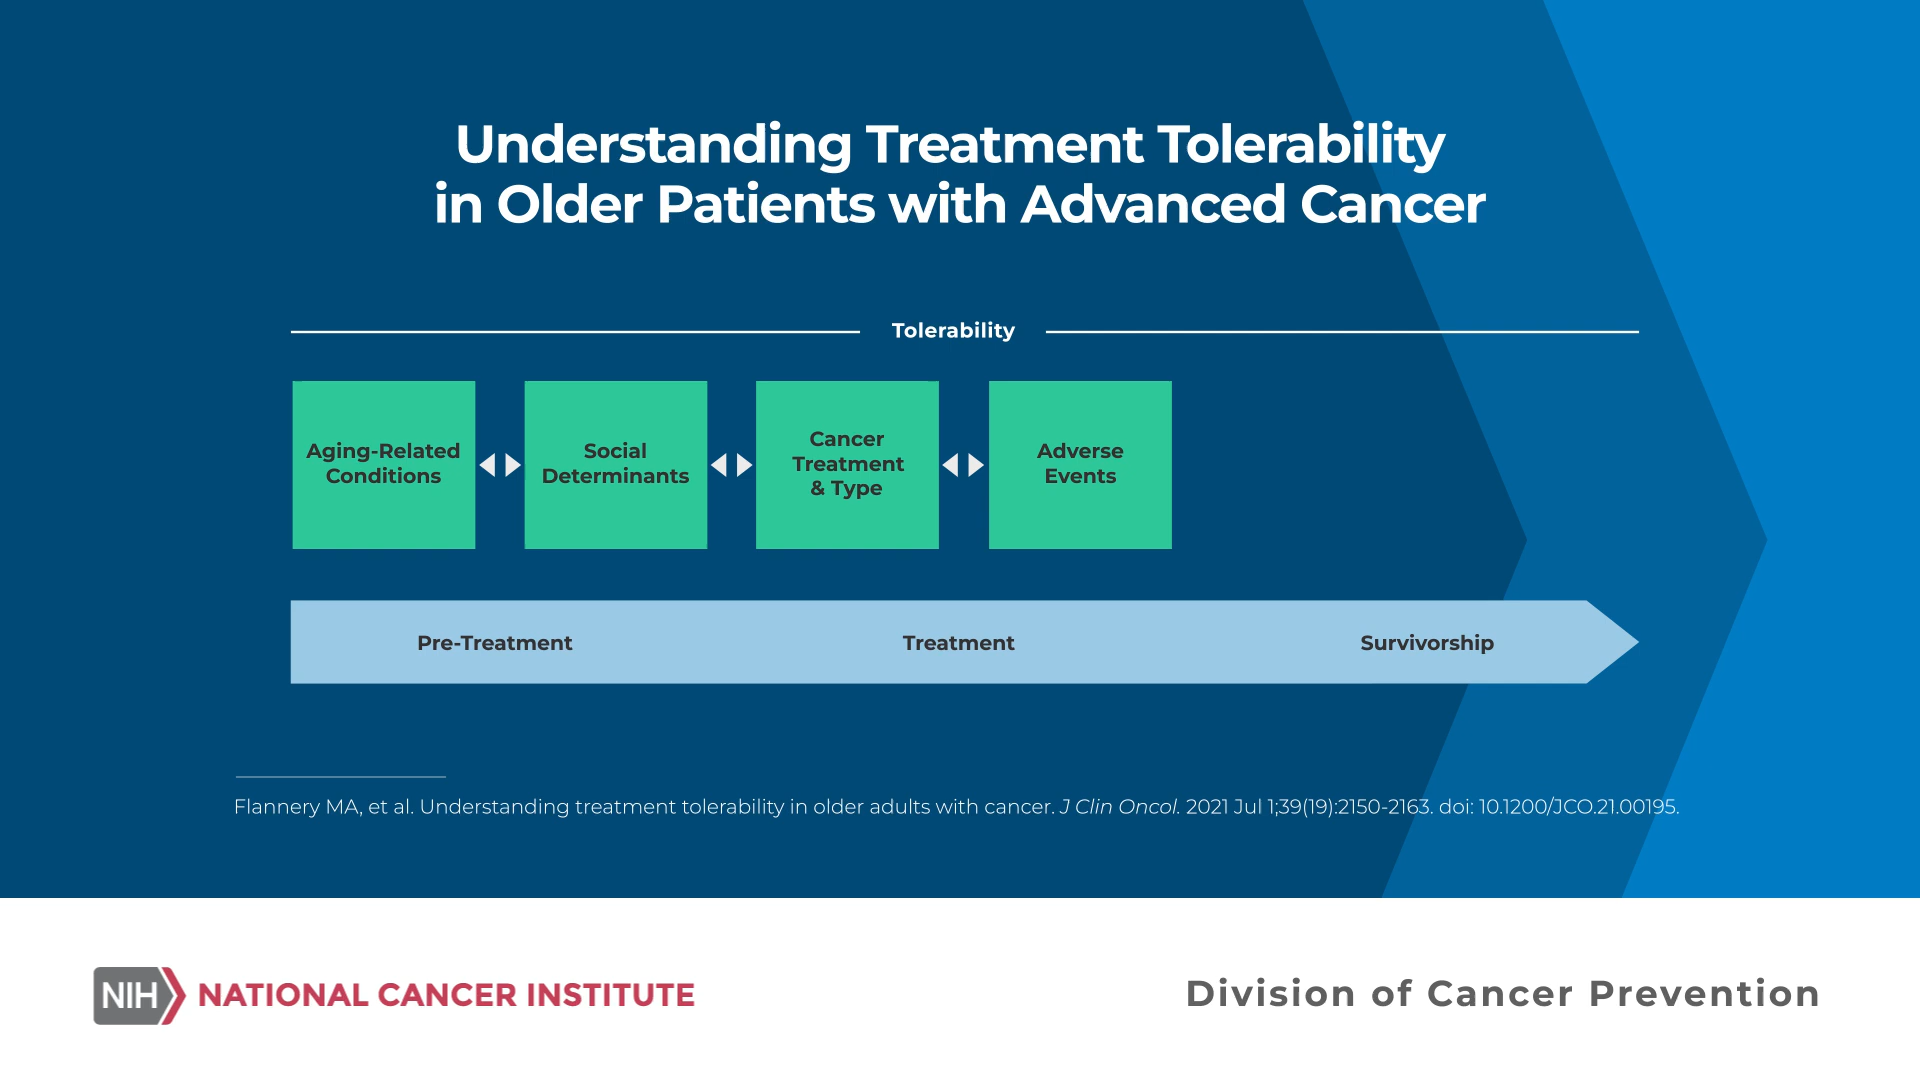 Understanding Treatment Tolerability
in Older Patients with Advanced Cancer
Tolerability
Aging-Related
Conditions
Social
Determinants
Cancer
Treatment
& Type
Adverse
Events
Pre-Treatment
Treatment
Survivorship
Flannery MA, et al. Understanding treatment tolerability in older adults with cancer. J Clin Oncol. 2021 Jul 1;39(19):2150-2163. doi: 10.1200/JCO.21.00195.
NIH NATIONAL CANCER INSTITUTE
Division of Cancer Prevention